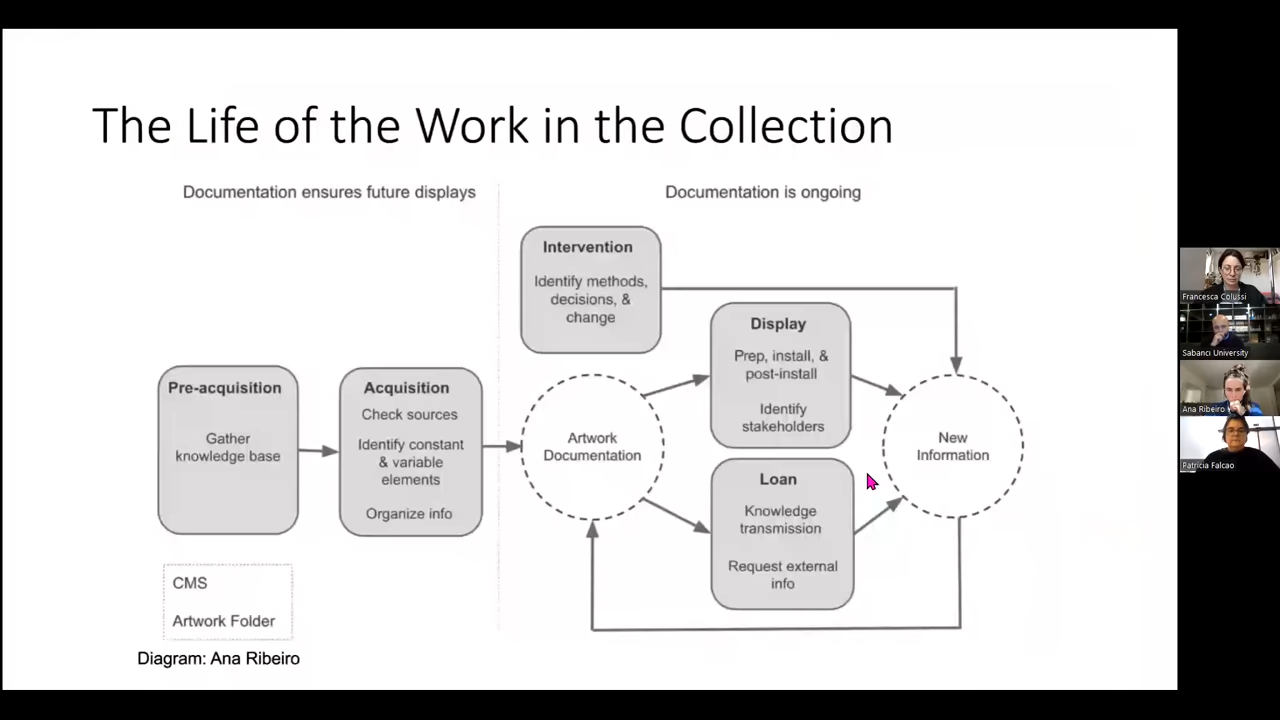 The Life of the Work in the Collection
Documentation ensures future displays
Documentation is ongoing
Pre-acquisition
Gather
knowledge base
Acquisition
Check sources
Identify constant
& variable
elements
Organize info
Intervention
Identify methods,
decisions, &
change
Artwork
Documentation
Display
Prep, install, &
post-install
Identify
stakeholders
Loan
Knowledge
transmission
Request external
info
New
Information
CMS
Artwork Folder
Diagram: Ana Ribeiro
Francesca Colussi
Sabancı University
Ana Ribeiro
Patricia Falcao